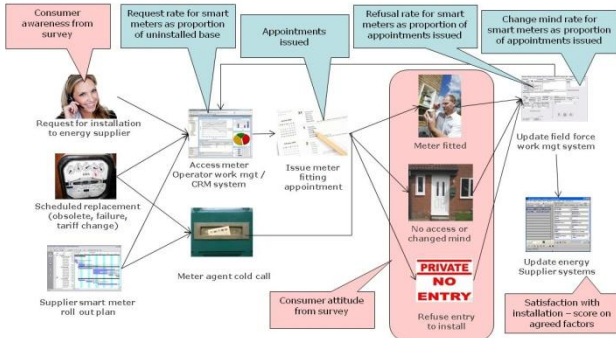 Consumer
awareness from
survey
Request rate for smart
meters as proportion
of uninstalled base
Appointments
issued
Refusal rate for smart
meters as proportion of
appointments issued
Change mind rate for
smart meters as proportion
of appointments issued
Request for installation
to energy supplier
Access meter
Operator work mgt /
CRM system
Issue meter
fitting
appointment
Meter fitted
Update field force
work mgt system
Scheduled replacement
(obsolete, failure,
tariff change)
No access or
changed mind
Meter agent cold call
Update energy
Supplier systems
Supplier smart meter
roll out plan
Consumer attitude
from survey
PRIVATE
NO
ENTRY
Refuse entry
to install
Satisfaction with
installation – score on
agreed factors